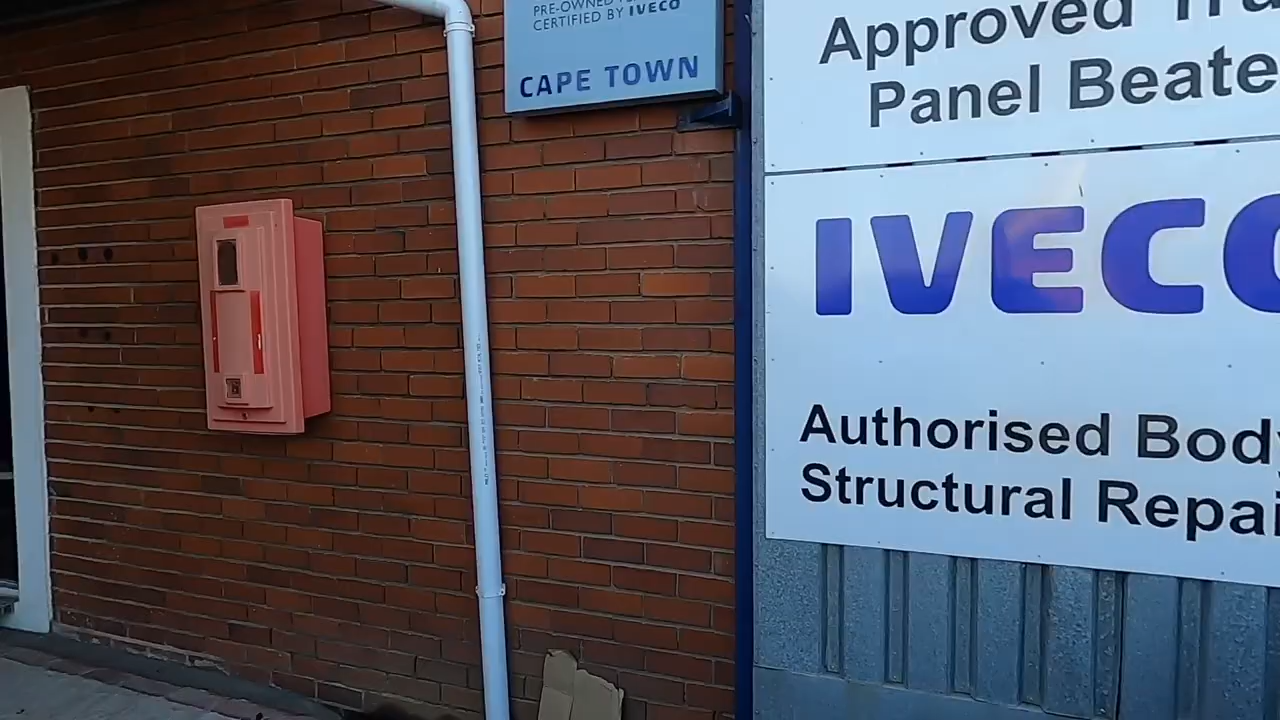 PRE-OWNED
CERTIFIED BY IVECO
CAPE TOWN
Approved
Panel Beate
IVECO
Authorised Body
Structural Repai